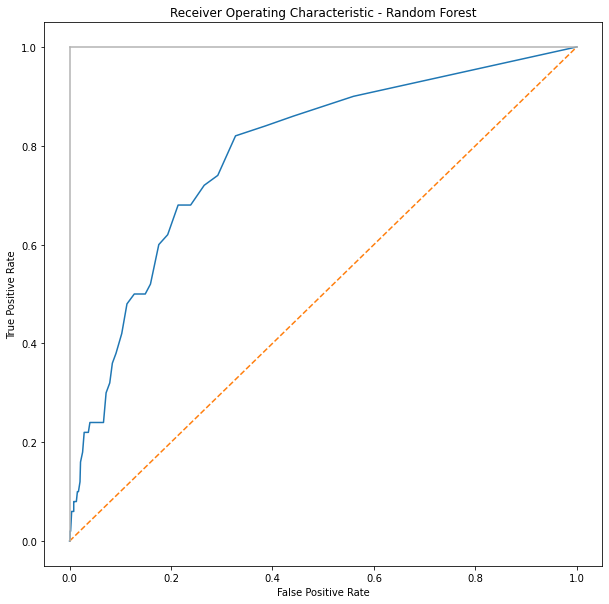 Receiver Operating Characteristic - Random Forest
1.0
0.8
0.6
0.4
0.2
0.0
True Positive Rate
0.0 0.2 0.4 0.6 0.8 1.0
False Positive Rate